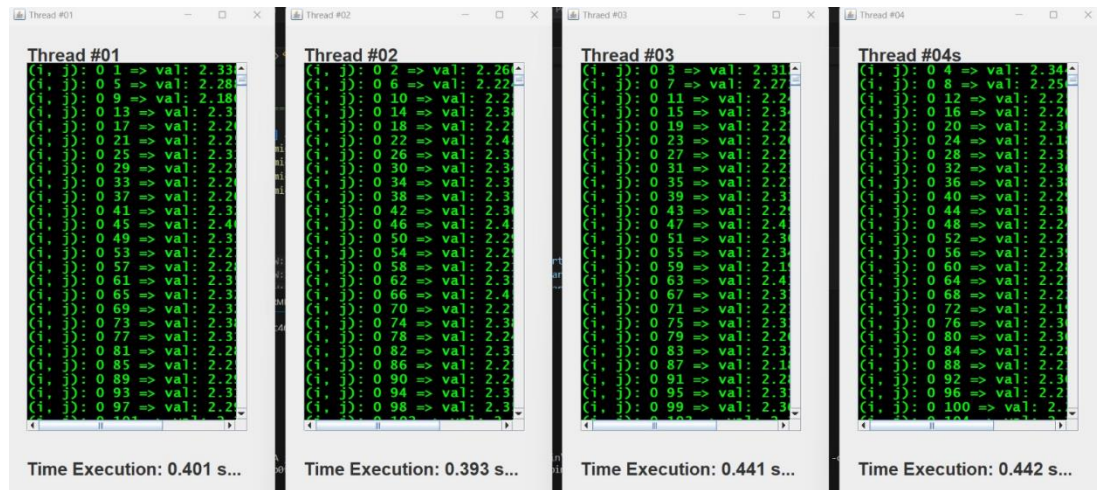 Thread #01
Thread #01
(i, j): 0 1 => val: 2.33
(i, j): 0 5 => val: 2.28
(i, j): 0 9 => val: 2.18
(i, j): 0 13 => val: 2.3
(i, j): 0 17 => val: 2.2
(i, j): 0 21 => val: 2.2
(i, j): 0 25 => val: 2.3
(i, j): 0 29 => val: 2.2
(i, j): 0 33 => val: 2.2
(i, j): 0 37 => val: 2.2
(i, j): 0 41 => val: 2.3
(i, j): 0 45 => val: 2.4
(i, j): 0 49 => val: 2.3
(i, j): 0 53 => val: 2.2
(i, j): 0 57 => val: 2.2
(i, j): 0 61 => val: 2.3
(i, j): 0 65 => val: 2.3
(i, j): 0 69 => val: 2.3
(i, j): 0 73 => val: 2.3
(i, j): 0 77 => val: 2.3
(i, j): 0 81 => val: 2.2
(i, j): 0 85 => val: 2.2
(i, j): 0 89 => val: 2.2
(i, j): 0 93 => val: 2.3
(i, j): 0 97 => val: 2.2
Time Execution: 0.401 s...
Thread #02
Thread #02
(i, j): 0 2 => val: 2.26
(i, j): 0 6 => val: 2.22
(i, j): 0 10 => val: 2.2
(i, j): 0 14 => val: 2.3
(i, j): 0 18 => val: 2.2
(i, j): 0 22 => val: 2.4
(i, j): 0 26 => val: 2.3
(i, j): 0 30 => val: 2.3
(i, j): 0 34 => val: 2.3
(i, j): 0 38 => val: 2.2
(i, j): 0 42 => val: 2.3
(i, j): 0 46 => val: 2.4
(i, j): 0 50 => val: 2.2
(i, j): 0 54 => val: 2.2
(i, j): 0 58 => val: 2.3
(i, j): 0 62 => val: 2.3
(i, j): 0 66 => val: 2.4
(i, j): 0 70 => val: 2.2
(i, j): 0 74 => val: 2.2
(i, j): 0 78 => val: 2.2
(i, j): 0 82 => val: 2.3
(i, j): 0 86 => val: 2.2
(i, j): 0 90 => val: 2.2
(i, j): 0 94 => val: 2.3
(i, j): 0 98 => val: 2.3
Time Execution: 0.393 s...
Thraed #03
Thread #03
(i, j): 0 3 => val: 2.31
(i, j): 0 7 => val: 2.27
(i, j): 0 11 => val: 2.2
(i, j): 0 15 => val: 2.3
(i, j): 0 19 => val: 2.2
(i, j): 0 23 => val: 2.2
(i, j): 0 27 => val: 2.2
(i, j): 0 31 => val: 2.2
(i, j): 0 35 => val: 2.2
(i, j): 0 39 => val: 2.3
(i, j): 0 43 => val: 2.2
(i, j): 0 47 => val: 2.4
(i, j): 0 51 => val: 2.3
(i, j): 0 55 => val: 2.3
(i, j): 0 59 => val: 2.1
(i, j): 0 63 => val: 2.4
(i, j): 0 67 => val: 2.3
(i, j): 0 71 => val: 2.2
(i, j): 0 75 => val: 2.3
(i, j): 0 79 => val: 2.2
(i, j): 0 83 => val: 2.3
(i, j): 0 87 => val: 2.1
(i, j): 0 91 => val: 2.2
(i, j): 0 95 => val: 2.3
(i, j): 0 99 => val: 2.3
Time Execution: 0.441 s...
Thread #04
Thread #04s
(i, j): 0 4 => val: 2.34
(i, j): 0 8 => val: 2.25
(i, j): 0 12 => val: 2.2
(i, j): 0 16 => val: 2.2
(i, j): 0 20 => val: 2.3
(i, j): 0 24 => val: 2.1
(i, j): 0 28 => val: 2.3
(i, j): 0 32 => val: 2.3
(i, j): 0 36 => val: 2.3
(i, j): 0 40 => val: 2.2
(i, j): 0 44 => val: 2.3
(i, j): 0 48 => val: 2.2
(i, j): 0 52 => val: 2.2
(i, j): 0 56 => val: 2.2
(i, j): 0 60 => val: 2.2
(i, j): 0 64 => val: 2.2
(i, j): 0 68 => val: 2.2
(i, j): 0 72 => val: 2.1
(i, j): 0 76 => val: 2.3
(i, j): 0 80 => val: 2.3
(i, j): 0 84 => val: 2.2
(i, j): 0 88 => val: 2.2
(i, j): 0 92 => val: 2.3
(i, j): 0 96 => val: 2.2
(i, j): 0 100 => val: 2.
Time Execution: 0.442 s...